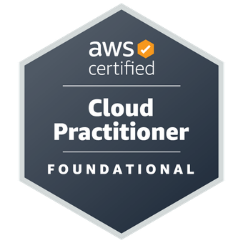 aws
certified
Cloud
Practitioner
FOUNDATIONAL